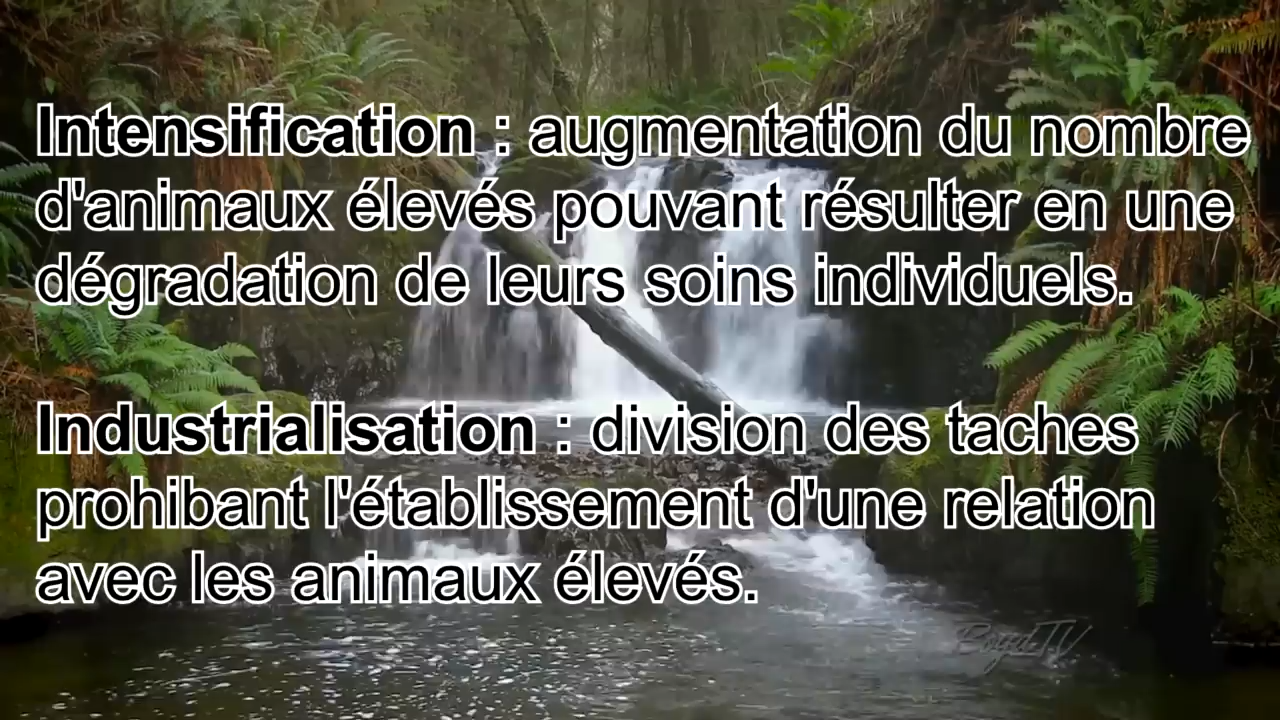 Intensification : augmentation du nombre
d'animaux élevés pouvant résulter en une
dégradation de leurs soins individuels.
Industrialisation : division des taches
prohibant l'établissement d'une relation
avec les animaux élevés.
BoydTV